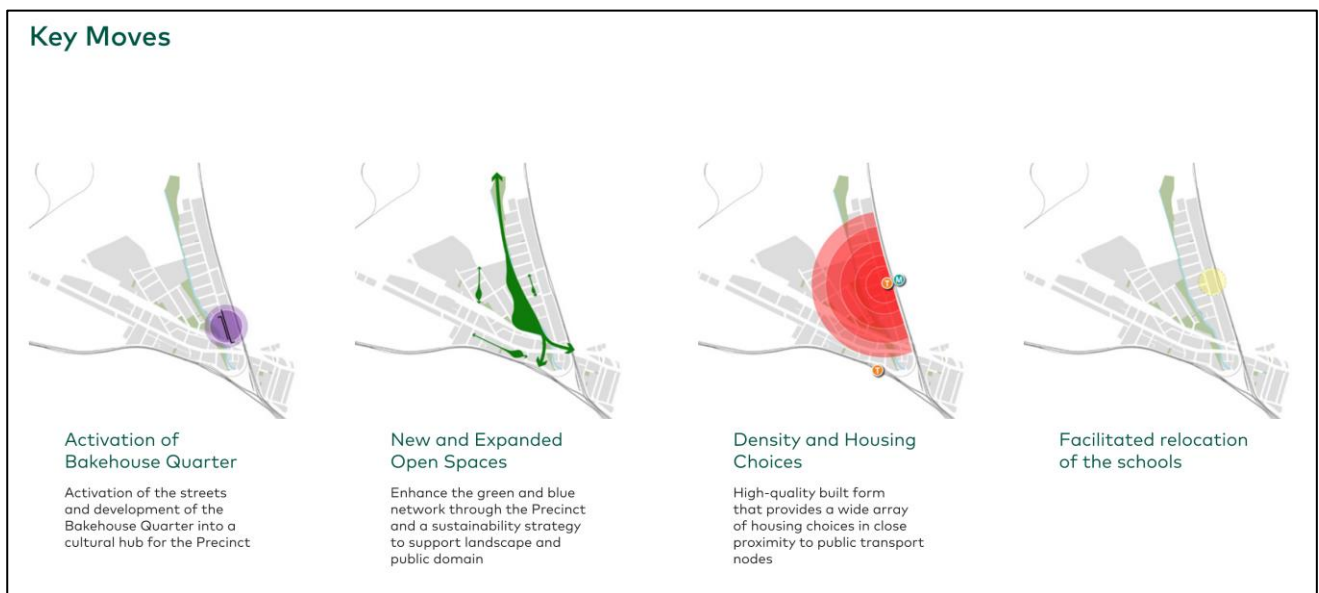 Key Moves
T
M
T
Activation of
Bakehouse Quarter
Activation of the streets
and development of the
Bakehouse Quarter into a
cultural hub for the Precinct
New and Expanded
Open Spaces
Enhance the green and blue
network through the Precinct
and a sustainability strategy
to support landscape and
public domain
Density and Housing
Choices
High-quality built form
that provides a wide array
of housing choices in close
proximity to public transport
nodes
Facilitated relocation
of the schools